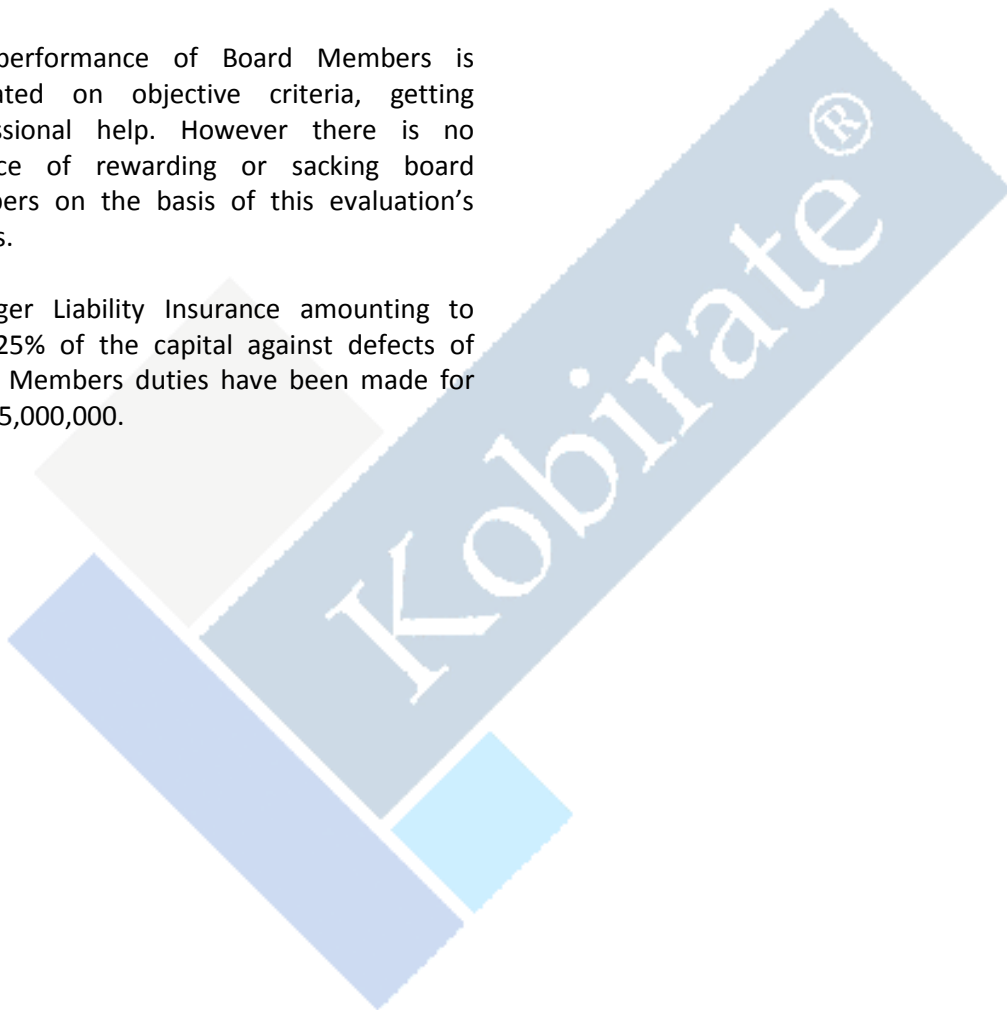 performance of Board Members is
ated on objective criteria, getting
ssional help. However there is no
ce of rewarding or sacking board
bers on the basis of this evaluation's
s.
ger Liability Insurance amounting to
25% of the capital against defects of
Members duties have been made for
5,000,000.
Kobirate ®